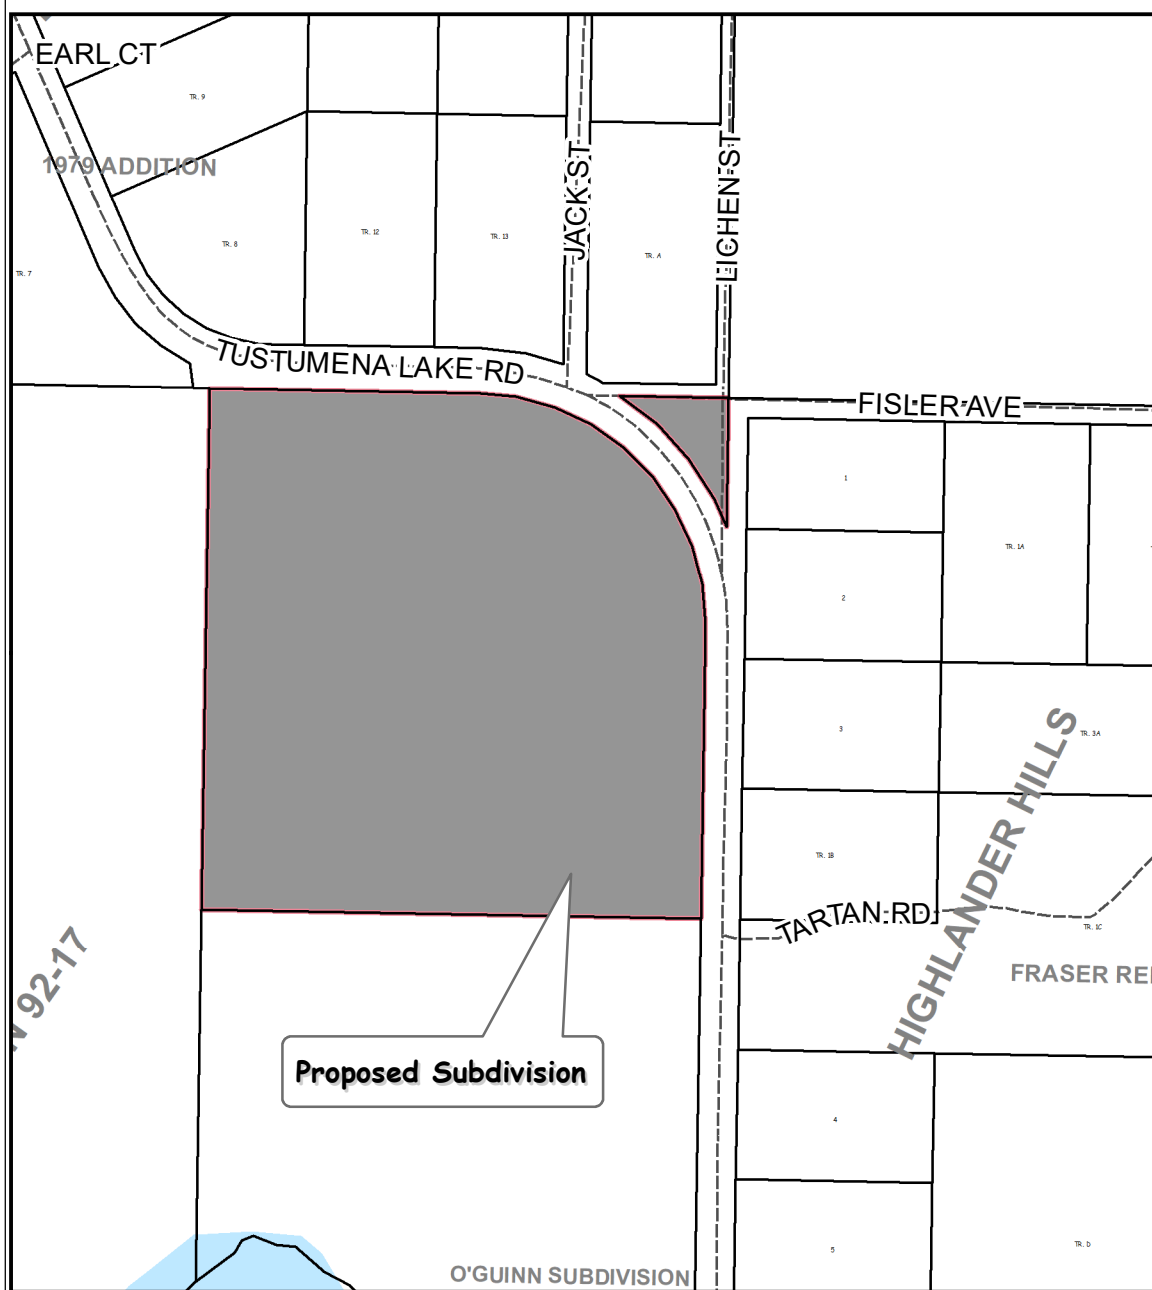 EARL CT
TR. 9
1979 ADDITION
JACK ST
LICHEN ST
TR. 8
TR. 12
TR. 13
TR. A
TR. 7
TUSTUMENA LAKE RD
FISLER AVE
1
TR. 1A
2
3
TR. 3A
HIGHLANDER HILLS
TR. 1B
TARTAN RD
TR. 1C
N 92-17
FRASER RE
Proposed Subdivision
4
5
TR. D
O'GUINN SUBDIVISION